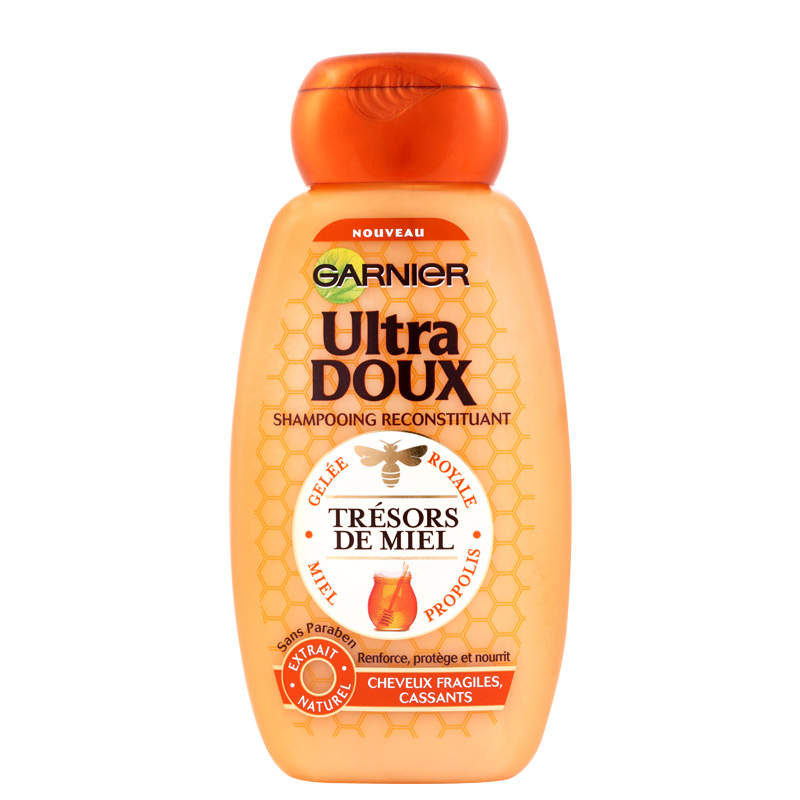 NOUVEAU
GARNIER
Ultra
DOUX
SHAMPOOING RECONSTITUANT
GELÉE ROYALE
TRÉSORS
DE MIEL
MIEL • PROPOLIS •
Sans Paraben
EXTRAIT
• NATUREL •
Renforce, protège et nourrit
CHEVEUX FRAGILES,
CASSANTS